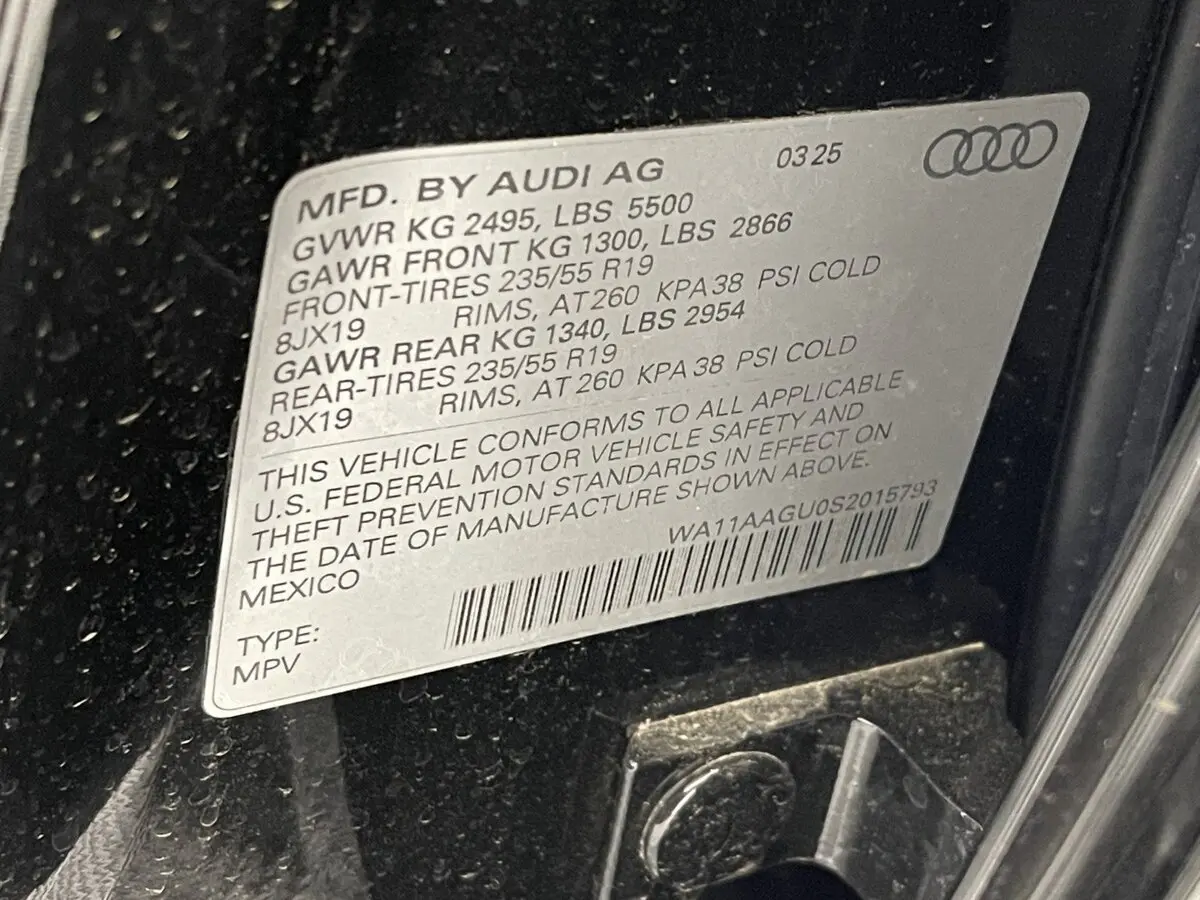 MFD. BY AUDI AG 03 25
GVWR KG 2495, LBS 5500
GAWR FRONT KG 1300, LBS 2866
FRONT-TIRES 235/55 R19
8JX19 RIMS, AT 260 KPA 38 PSI COLD
GAWR REAR KG 1340, LBS 2954
REAR-TIRES 235/55 R19
8JX19 RIMS, AT 260 KPA 38 PSI COLD
THIS VEHICLE CONFORMS TO ALL APPLICABLE
U.S. FEDERAL MOTOR VEHICLE SAFETY AND
THEFT PREVENTION STANDARDS IN EFFECT ON
THE DATE OF MANUFACTURE SHOWN ABOVE.
MEXICO WA11AAGU0S2015793
TYPE:
MPV